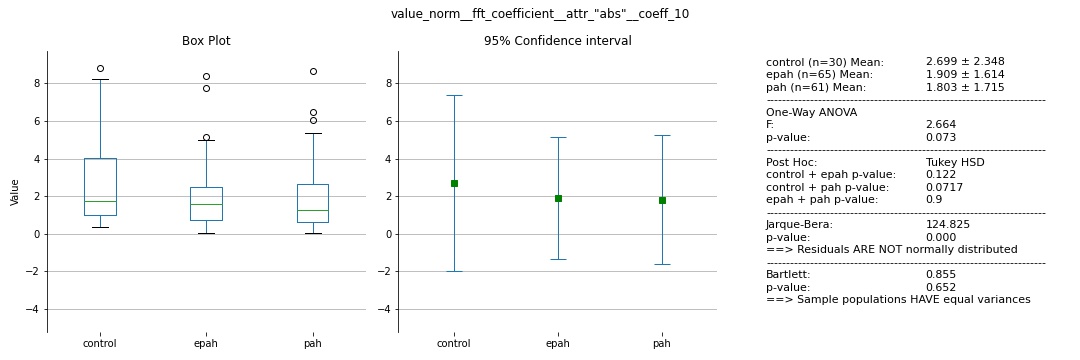 value_norm__fft_coefficient__attr_"abs"__coeff_10
Box Plot
Value
8
6
4
2
0
−2
−4
control epah pah
95% Confidence interval
8
6
4
2
0
−2
−4
control epah pah
control (n=30) Mean: 2.699 ± 2.348
epah (n=65) Mean: 1.909 ± 1.614
pah (n=61) Mean: 1.803 ± 1.715
One-Way ANOVA
F: 2.664
p-value: 0.073
Post Hoc: Tukey HSD
control + epah p-value: 0.122
control + pah p-value: 0.0717
epah + pah p-value: 0.9
Jarque-Bera: 124.825
p-value: 0.000
==> Residuals ARE NOT normally distributed
Bartlett: 0.855
p-value: 0.652
==> Sample populations HAVE equal variances